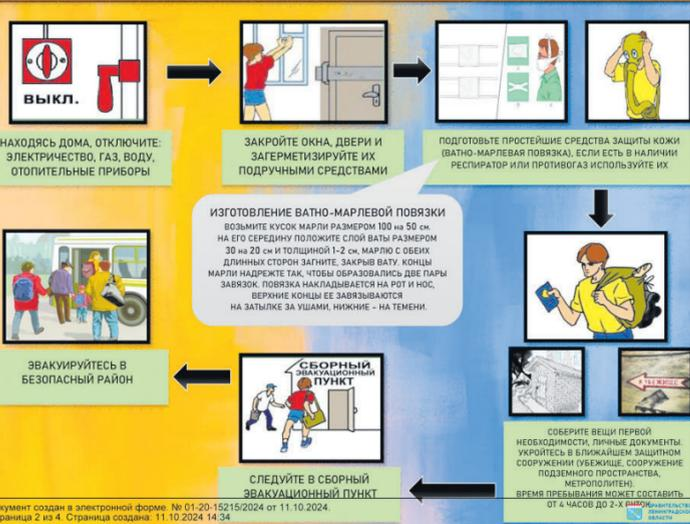 ВЫКЛ.
НАХОДЯСЬ ДОМА, ОТКЛЮЧИТЕ:
ЭЛЕКТРИЧЕСТВО, ГАЗ, ВОДУ,
ОТОПИТЕЛЬНЫЕ ПРИБОРЫ
ЗАКРОЙТЕ ОКНА, ДВЕРИ И
ЗАГЕРМЕТИЗИРУЙТЕ ИХ
ПОДРУЧНЫМИ СРЕДСТВАМИ
ПОДГОТОВЬТЕ ПРОСТЕЙШИЕ СРЕДСТВА ЗАЩИТЫ КОЖИ
(ВАТНО-МАРЛЕВАЯ ПОВЯЗКА), ЕСЛИ ЕСТЬ В НАЛИЧИИ
РЕСПИРАТОР ИЛИ ПРОТИВОГАЗ ИСПОЛЬЗУЙТЕ ИХ
ИЗГОТОВЛЕНИЕ ВАТНО-МАРЛЕВОЙ ПОВЯЗКИ
ВОЗЬМИТЕ КУСОК МАРЛИ РАЗМЕРОМ 100 на 50 см.
НА ЕГО СЕРЕДИНУ ПОЛОЖИТЕ СЛОЙ ВАТЫ РАЗМЕРОМ
30 на 20 см И ТОЛЩИНОЙ 1-2 см, МАРЛЮ С ОБЕИХ
ДЛИННЫХ СТОРОН ЗАГНИТЕ, ЗАКРЫВ ВАТУ. КОНЦЫ
МАРЛИ НАДРЕЖЬТЕ ТАК, ЧТОБЫ ОБРАЗОВАЛИСЬ ДВЕ ПАРЫ
ЗАВЯЗОК. ПОВЯЗКА НАКЛАДЫВАЕТСЯ НА РОТ И НОС,
ВЕРХНИЕ КОНЦЫ ЕЕ ЗАВЯЗЫВАЮТСЯ
НА ЗАТЫЛКЕ ЗА УШАМИ, НИЖНИЕ – НА ТЕМЕНИ.
УБЕЖИЩЕ
СОБЕРИТЕ ВЕЩИ ПЕРВОЙ
НЕОБХОДИМОСТИ, ЛИЧНЫЕ ДОКУМЕНТЫ.
УКРОЙТЕСЬ В БЛИЖАЙШЕМ ЗАЩИТНОМ
СООРУЖЕНИИ (УБЕЖИЩЕ, СООРУЖЕНИЕ
ПОДЗЕМНОГО ПРОСТРАНСТВА,
МЕТРОПОЛИТЕН).
ВРЕМЯ ПРЕБЫВАНИЯ МОЖЕТ СОСТАВИТЬ
ОТ 4 ЧАСОВ ДО 2-Х СУТОК
СБОРНЫЙ
ЭВАКУАЦИОННЫЙ
ПУНКТ
СЛЕДУЙТЕ В СБОРНЫЙ
ЭВАКУАЦИОННЫЙ ПУНКТ
ЭВАКУИРУЙТЕСЬ В
БЕЗОПАСНЫЙ РАЙОН
кумент создан в электронной форме. № 01-20-15215/2024 от 11.10.2024.
раница 2 из 4. Страница создана: 11.10.2024 14:34
ПРАВИТЕЛЬСТВО
ЛЕНИНГРАДСКОЙ
ОБЛАСТИ